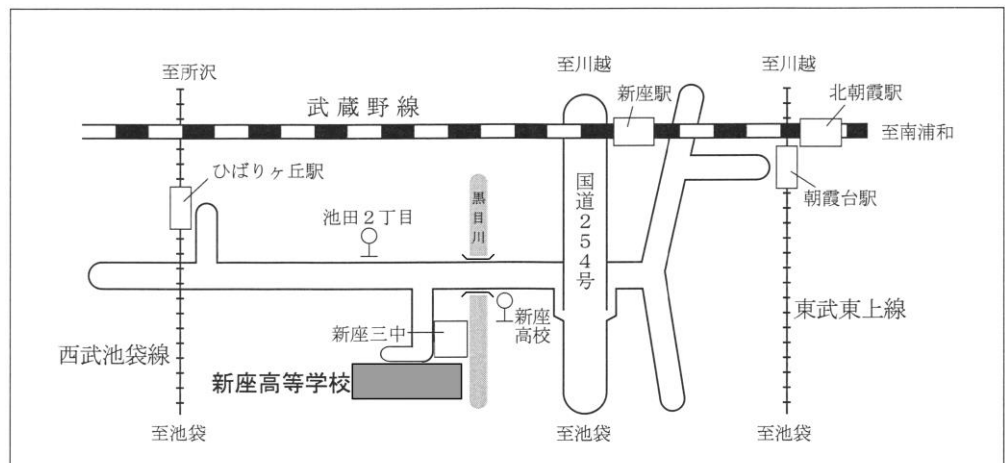 至所沢
至川越
至川越
新座駅
北朝霞駅
武蔵野線
至南浦和
ひばりヶ丘駅
朝霞台駅
黒目川
国道254号
池田2丁目
新座三中
新座
高校
東武東上線
西武池袋線
新座高等学校
至池袋
至池袋
至池袋